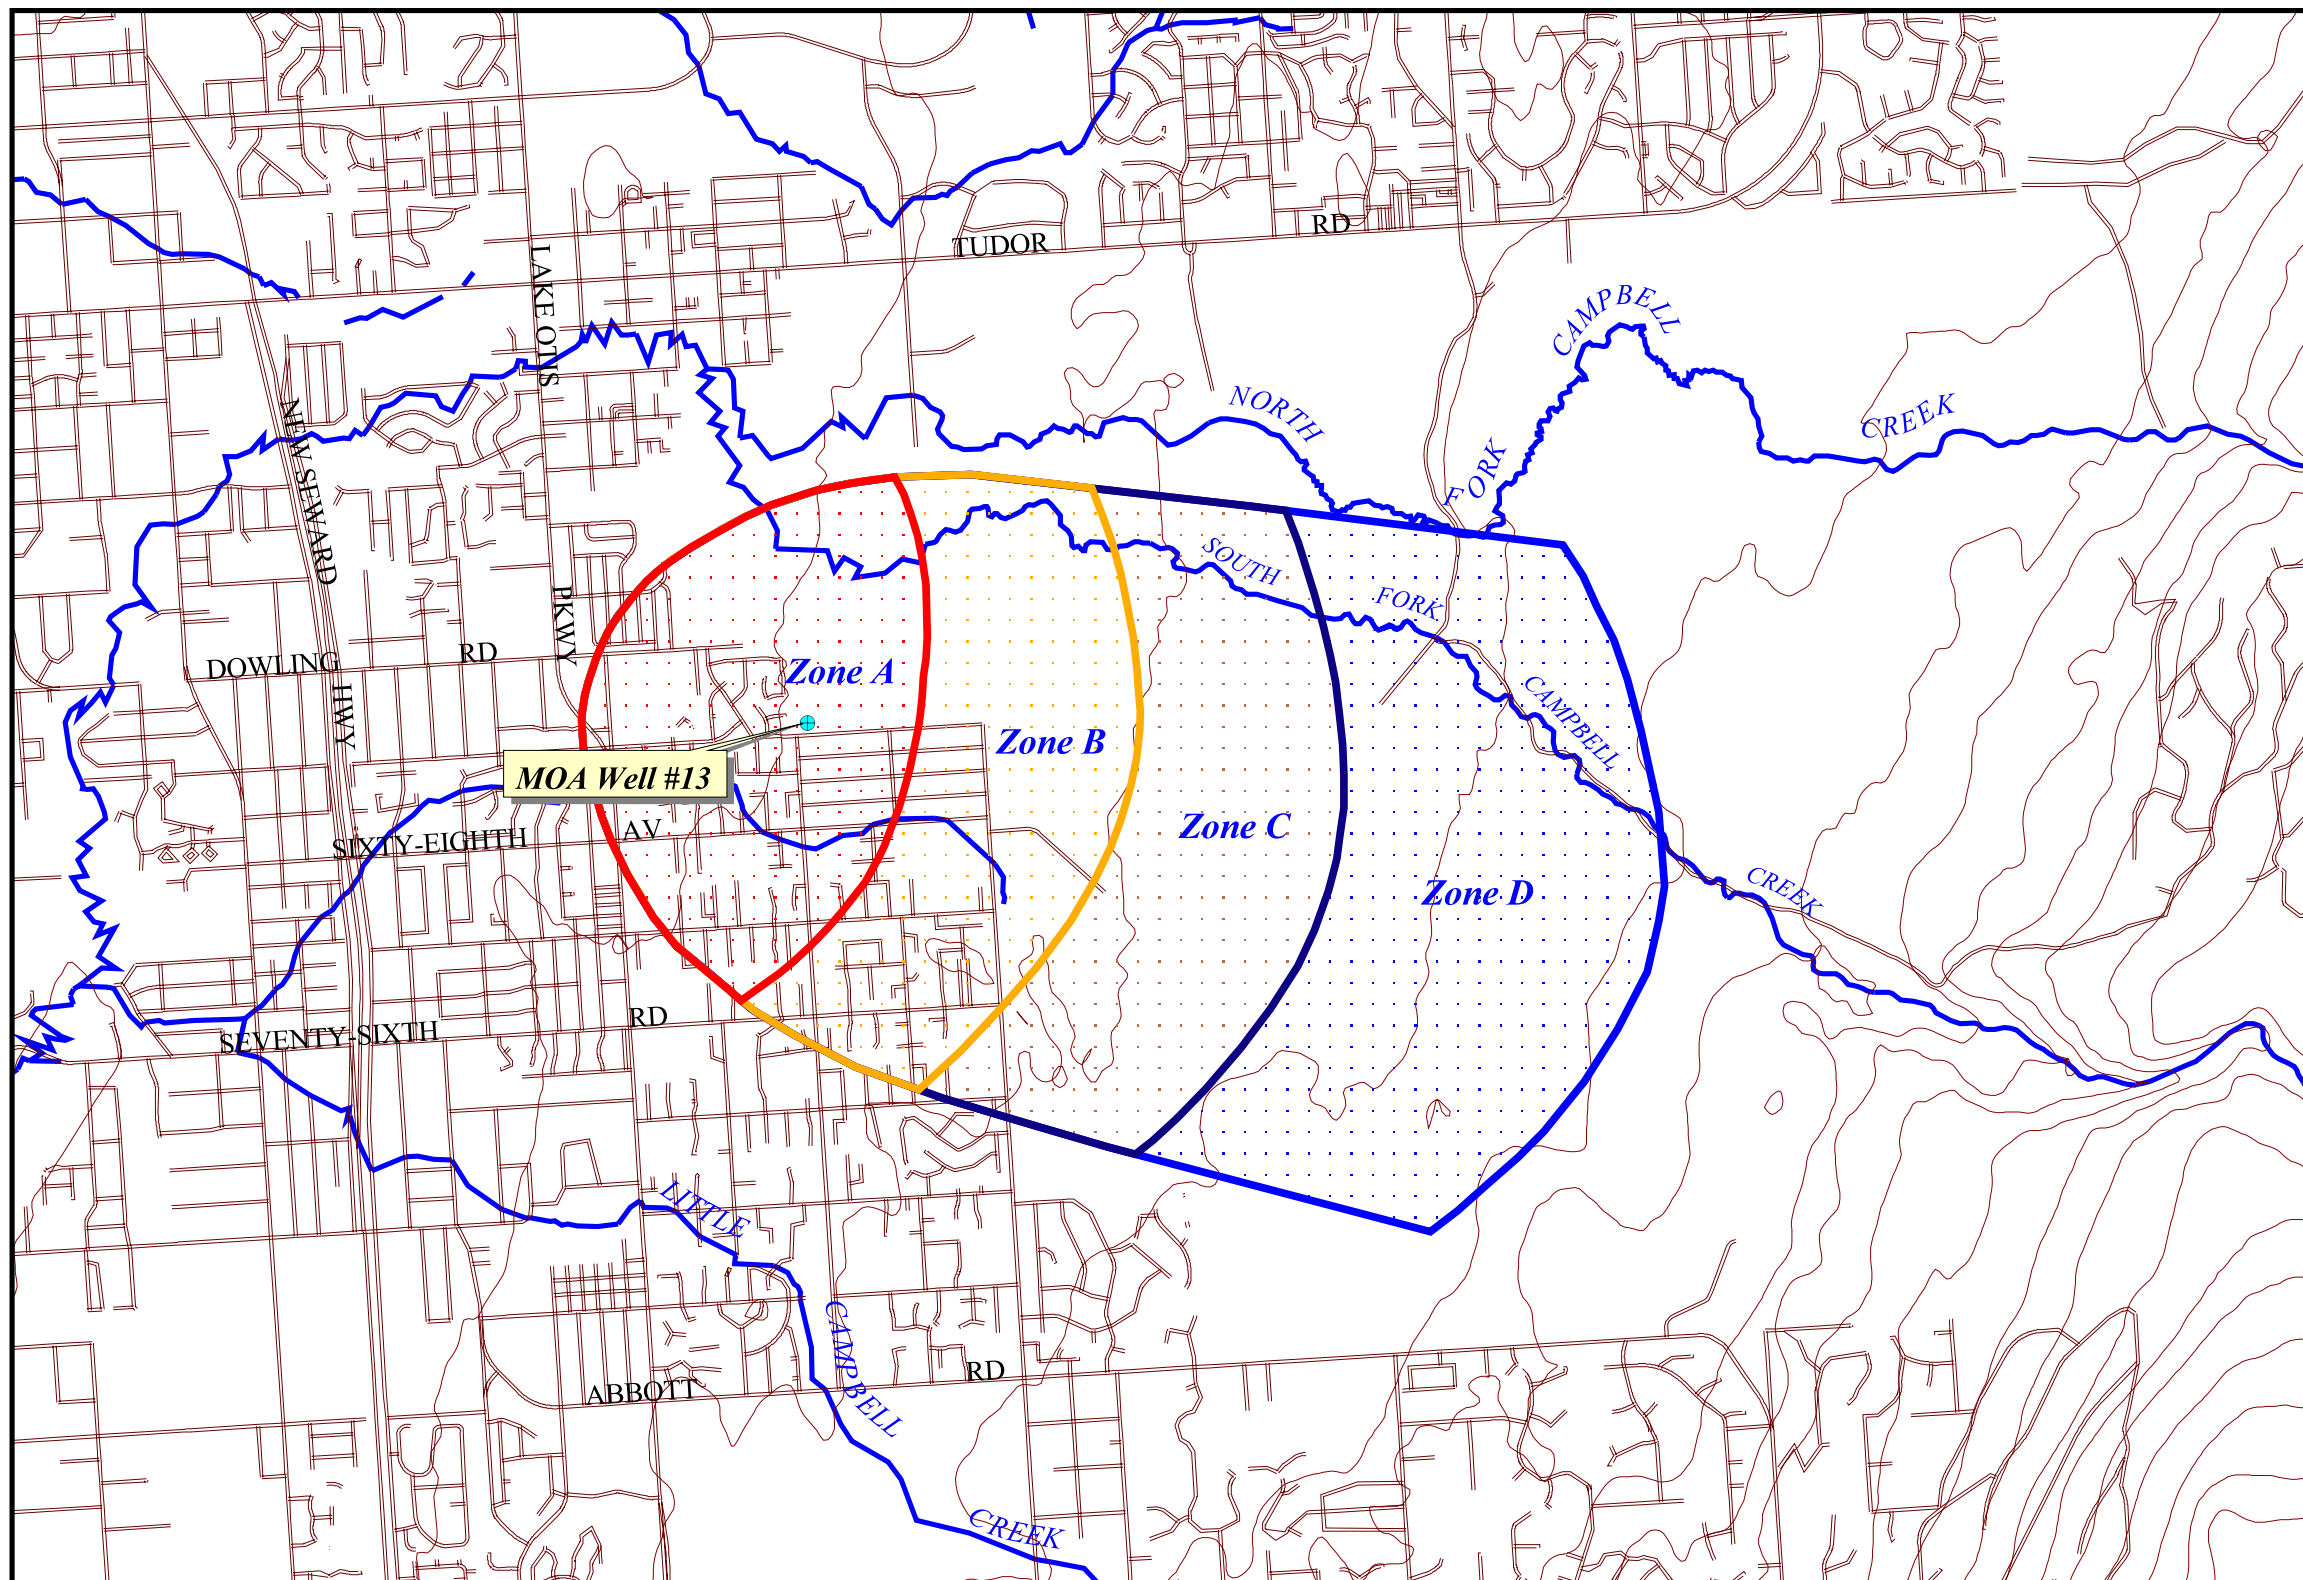 TUDOR
RD
LAKE OTIS
PKWY
CAMPBELL
CREEK
NORTH
FORK
NEW SEWARD
HWY
SOUTH
FORK
CAMPBELL
CREEK
DOWLING
RD
Zone A
Zone B
Zone C
Zone D
MOA Well #13
SIXTY-EIGHTH
AV
SEVENTY-SIXTH
RD
LITTLE
CAMPBELL
CREEK
ABBOTT
RD